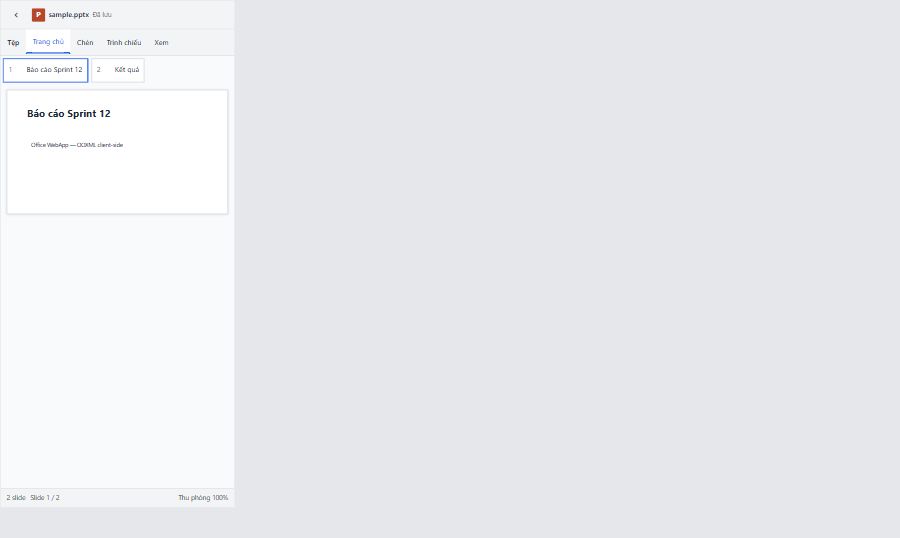 P sample.pptx Đã lưu
Tệp Trang chủ Chèn Trình chiếu Xem
1 Báo cáo Sprint 12 2 Kết quả
Báo cáo Sprint 12
Office WebApp — OOXML client-side
2 slide Slide 1 / 2 Thu phóng 100%